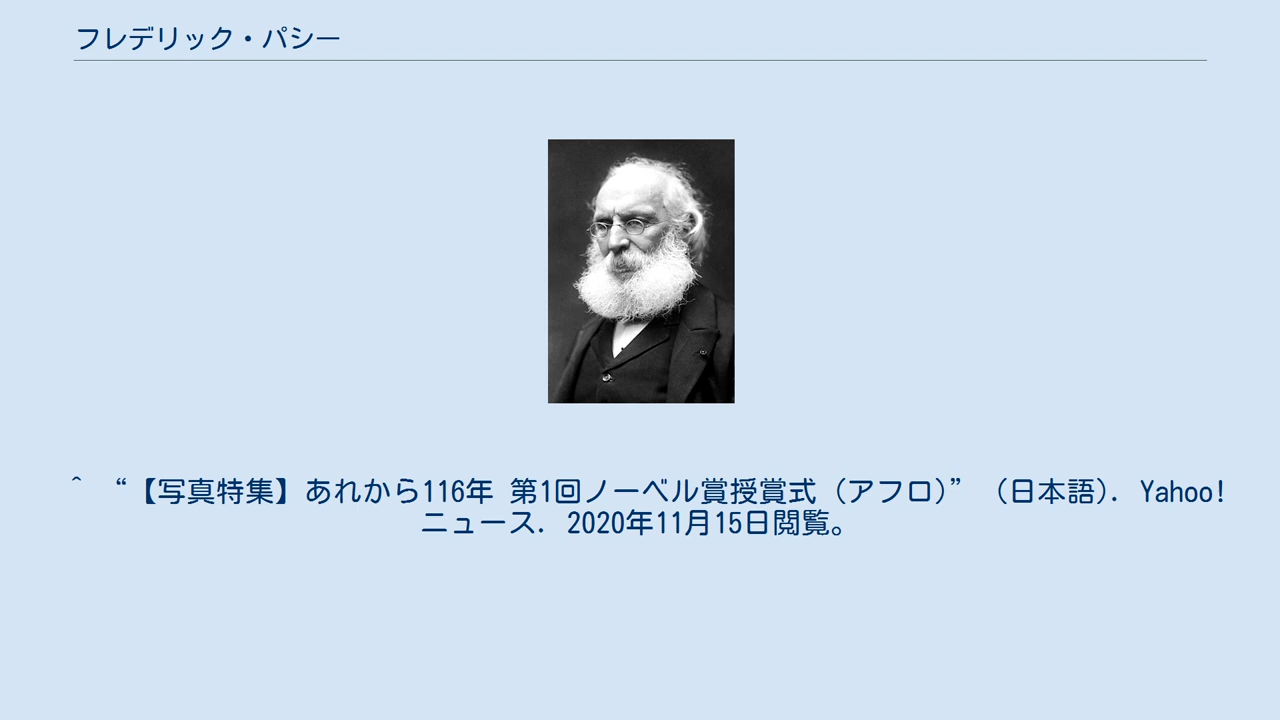 フレデリック・パシー
^ “【写真特集】あれから116年 第1回ノーベル賞授賞式（アフロ）” (日本語). Yahoo!
ニュース. 2020年11月15日閲覧。